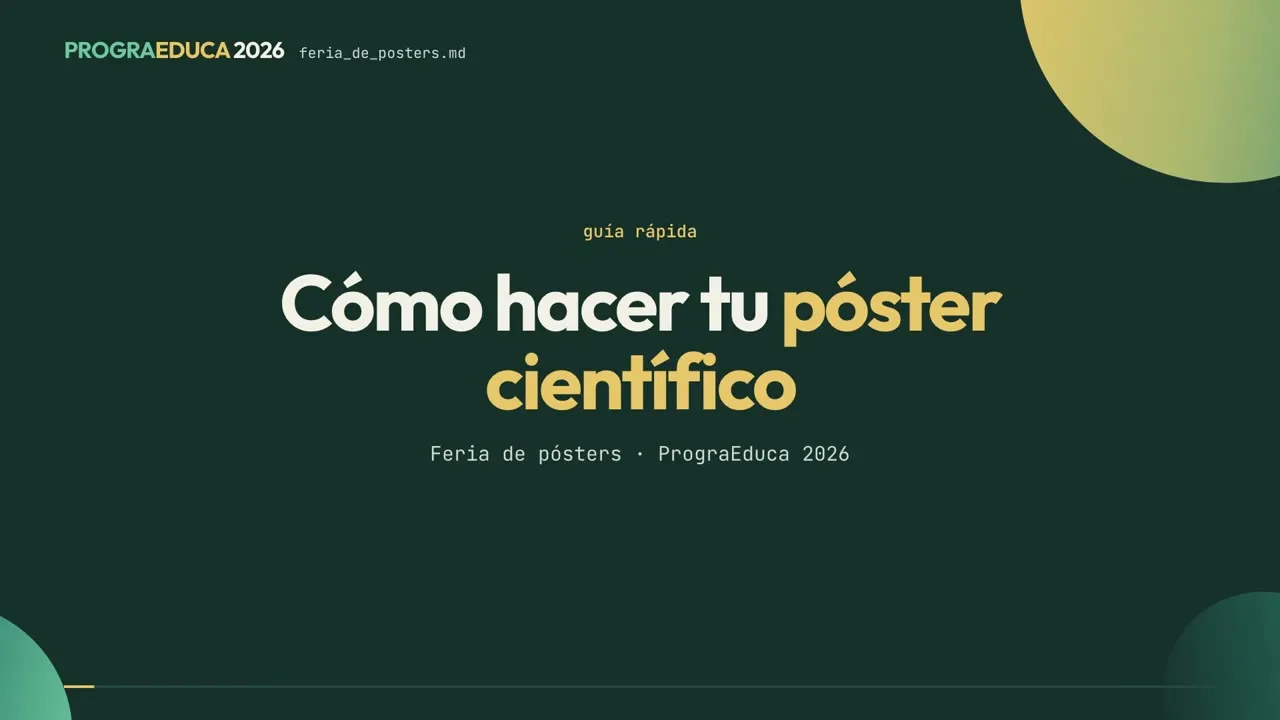 PROGRAEDUCA 2026 feria_de_posters.md
guía rápida
Cómo hacer tu póster
científico
Feria de pósters · PrograEduca 2026